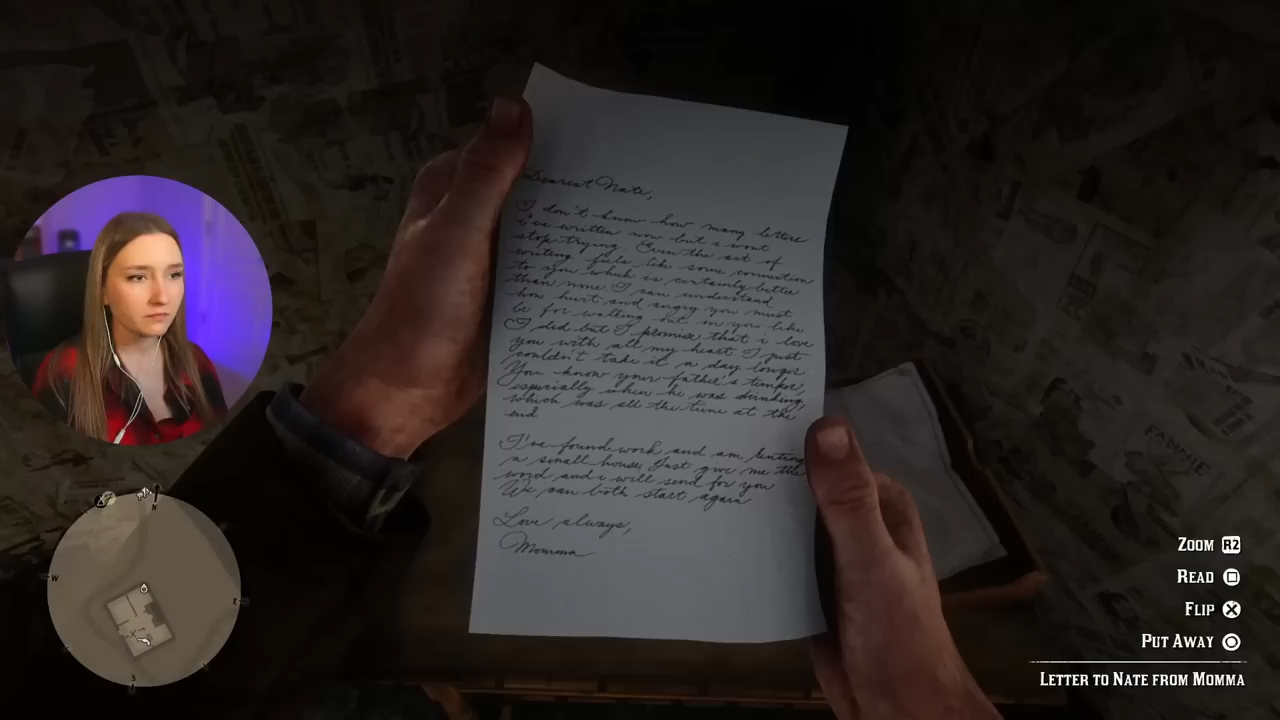 Dearest Nate,
I don't know how many letters
i've written now but i wont
stop trying. Even the act of
writing feels like some connection
to you which is certainly better
than none. I can understand
how hurt and angry you must
be for walking out on you like
I did but I promise that i love
you with all my heart. I just
couldn't take it a day longer.
You know your father's temper,
especially when he was drinking,
which was all the time at the
end
I've found work and am renting
a small house. Just give me the
word and i will send for you
We can both start again.
Love always,
Momma
FANNIE
N
W
E
S
ZOOM R2
READ
FLIP
PUT AWAY
LETTER TO NATE FROM MOMMA